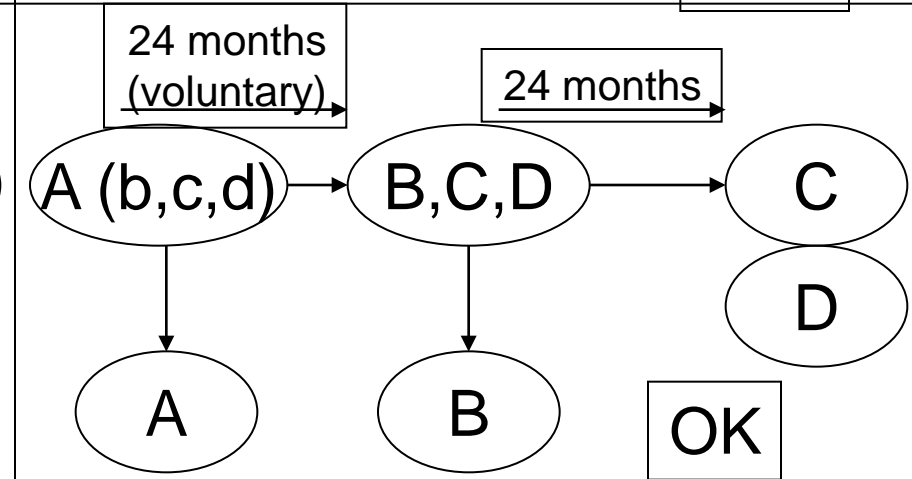 24 months
(voluntary)
24 months
)
A (b,c,d)
B,C,D
C
D
A
B
OK